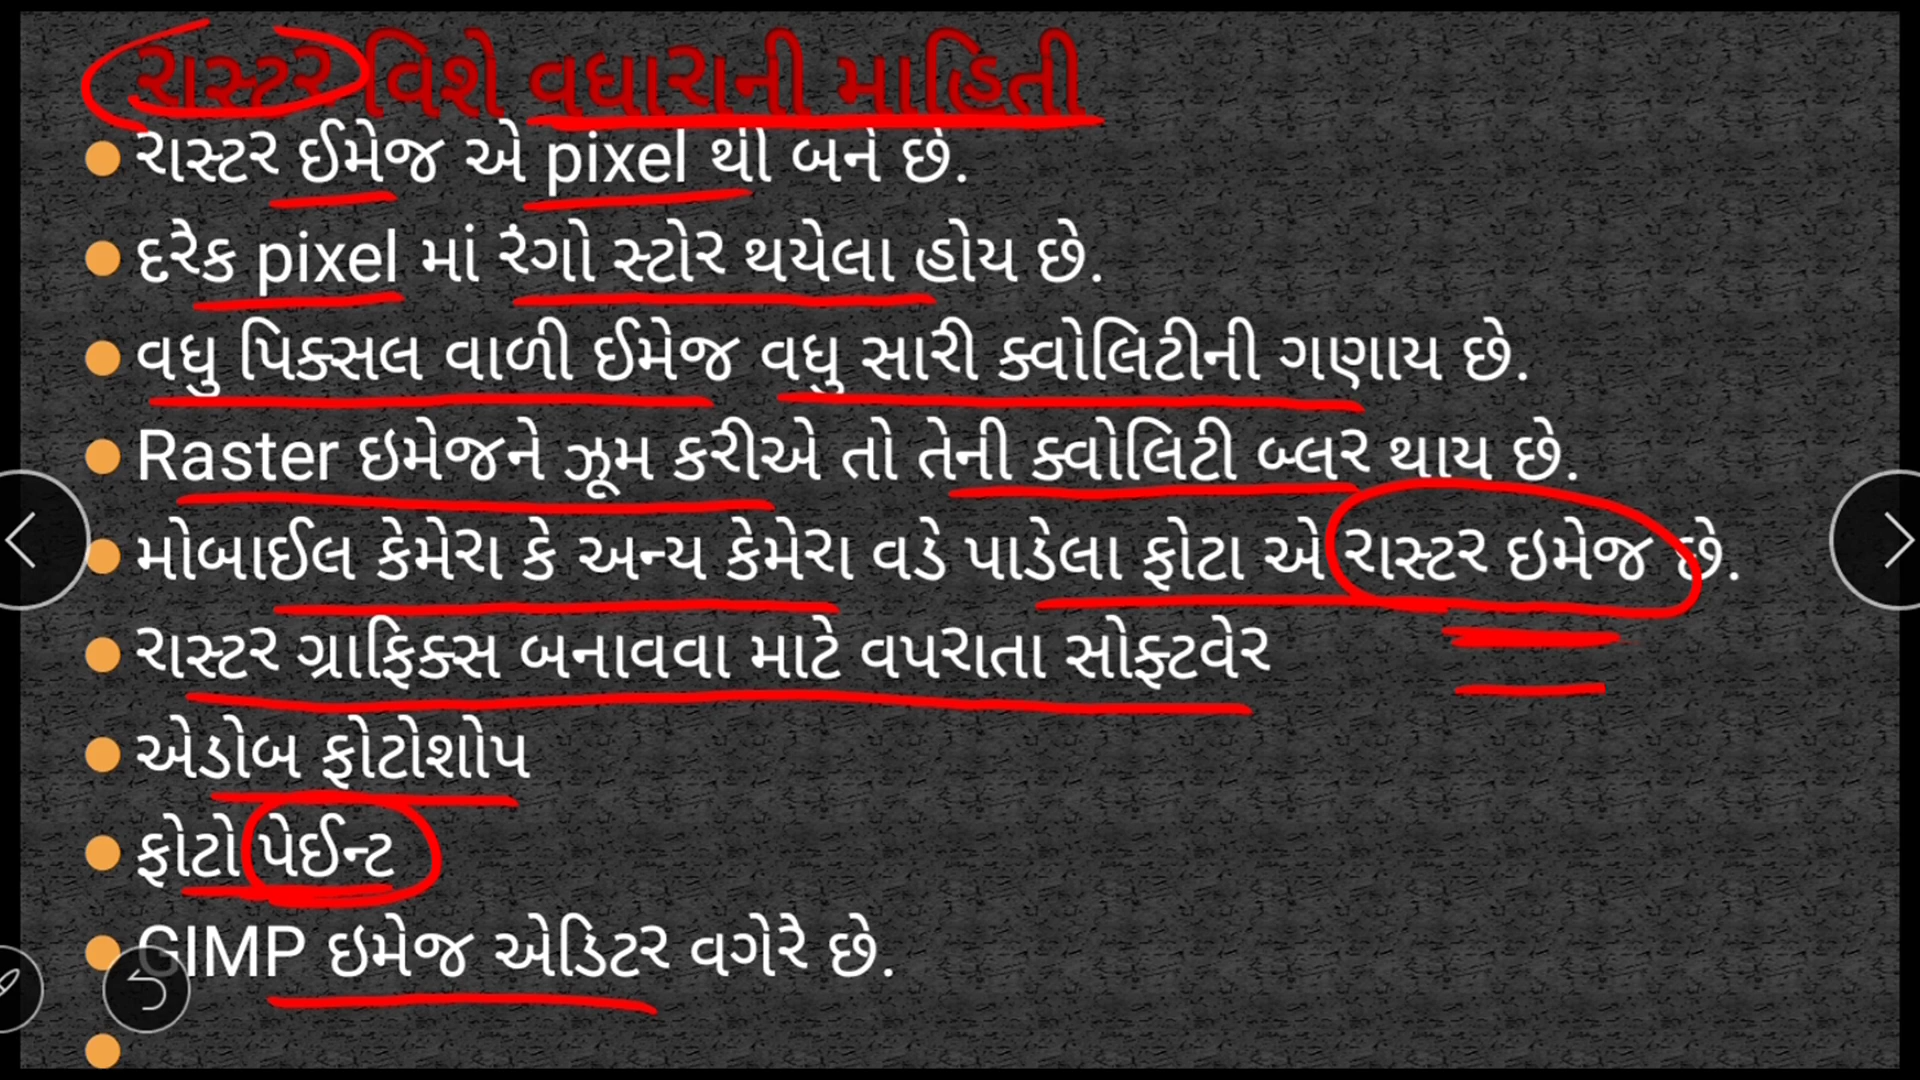 રાસ્ટર વિશે વધારાની માહિતી
રાસ્ટર ઈમેજ એ pixel થી બને છે.
દરેક pixel માં રંગો સ્ટોર થયેલા હોય છે.
વધુ પિક્સલ વાળી ઈમેજ વધુ સારી ક્વોલિટીની ગણાય છે.
Raster ઇમેજને ઝૂમ કરીએ તો તેની ક્વોલિટી બ્લર થાય છે.
મોબાઈલ કેમેરા કે અન્ય કેમેરા વડે પાડેલા ફોટા એ રાસ્ટર ઇમેજ છે.
રાસ્ટર ગ્રાફિક્સ બનાવવા માટે વપરાતા સોફ્ટવેર
એડોબ ફોટોશોપ
ફોટો પેઈન્ટ
GIMP ઇમેજ એડિટર વગેરે છે.